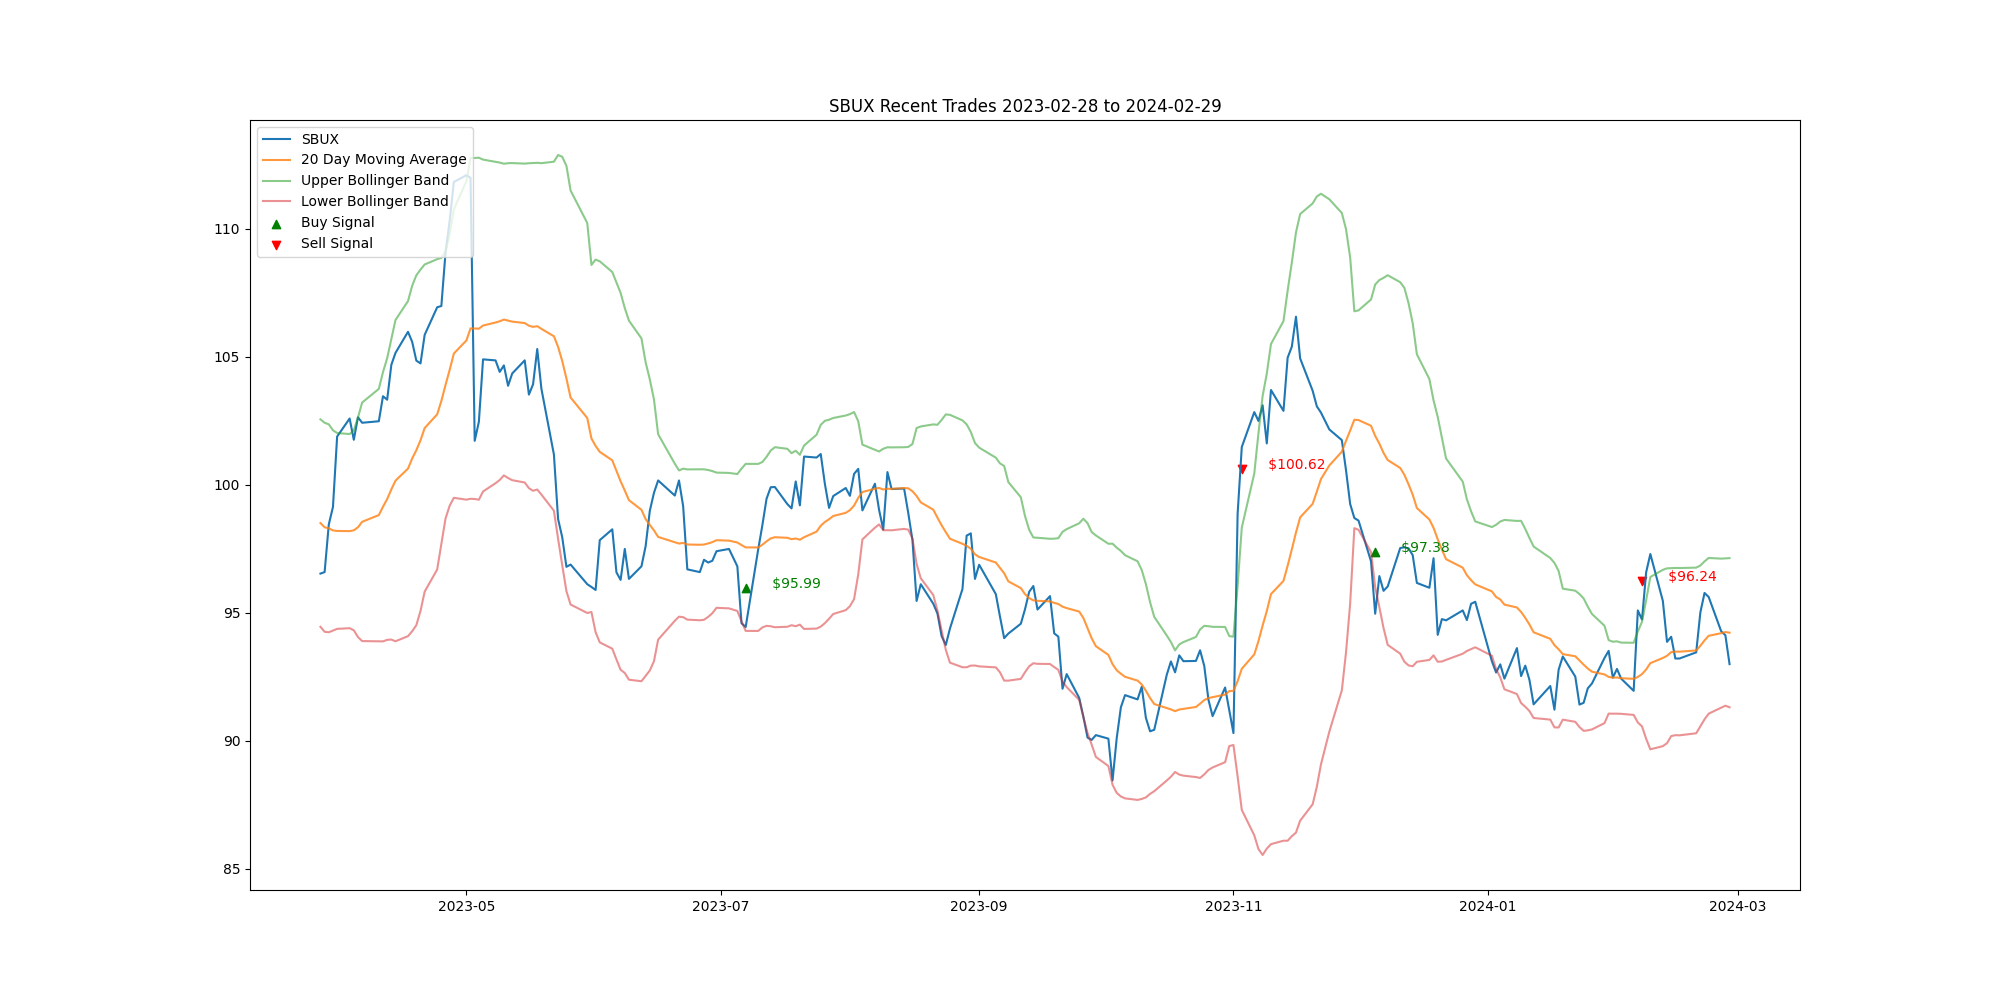 SBUX Recent Trades 2023-02-28 to 2024-02-29
SBUX
20 Day Moving Average
Upper Bollinger Band
Lower Bollinger Band
Buy Signal
Sell Signal
110
105
100
95
90
85
$95.99
$100.62
$97.38
$96.24
2023-05
2023-07
2023-09
2023-11
2024-01
2024-03